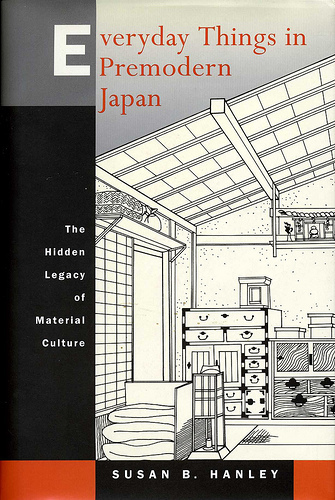 Everyday Things in
Premodern
Japan
The
Hidden
Legacy
of
Material
Culture
SUSAN B. HANLEY